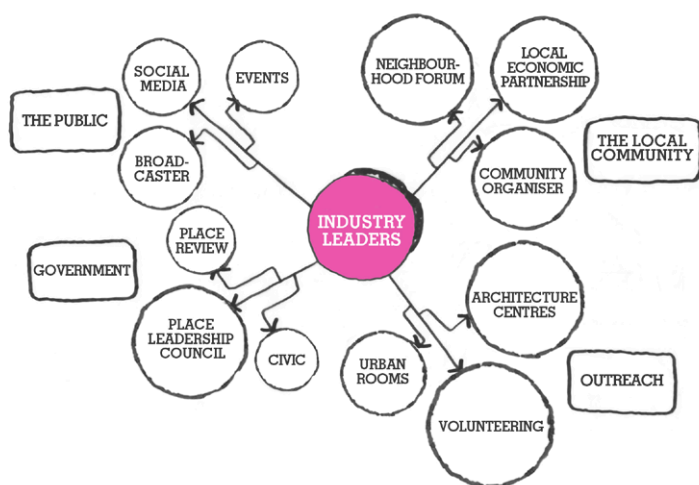 SOCIAL
MEDIA
EVENTS
THE PUBLIC
BROAD-
CASTER
NEIGHBOUR-
HOOD FORUM
LOCAL
ECONOMIC
PARTNERSHIP
THE LOCAL
COMMUNITY
COMMUNITY
ORGANISER
INDUSTRY
LEADERS
PLACE
REVIEW
GOVERNMENT
PLACE
LEADERSHIP
COUNCIL
CIVIC
ARCHITECTURE
CENTRES
URBAN
ROOMS
OUTREACH
VOLUNTEERING